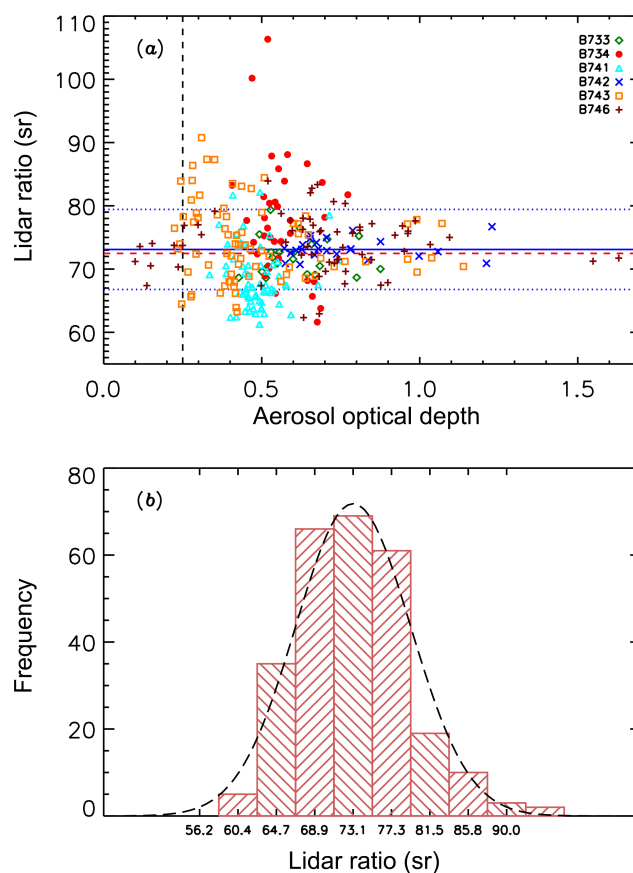 (a)
B733
B734
B741
B742
B743
B746
110
100
90
80
70
60
Lidar ratio (sr)
0.0 0.5 1.0 1.5
Aerosol optical depth
(b)
80
60
40
20
0
Frequency
56.2 60.4 64.7 68.9 73.1 77.3 81.5 85.8 90.0
Lidar ratio (sr)